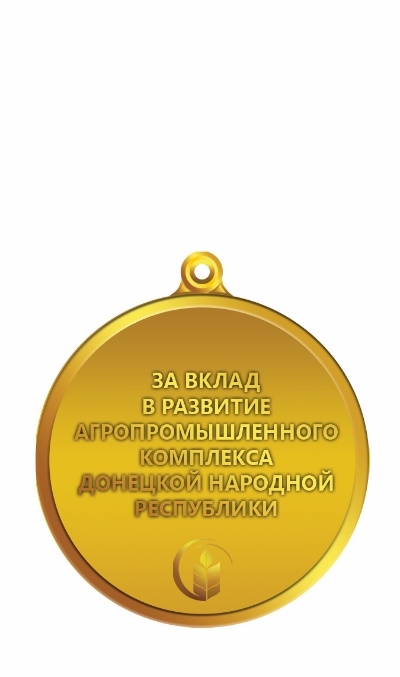 ЗА ВКЛАД
В РАЗВИТИЕ
АГРОПРОМЫШЛЕННОГО
КОМПЛЕКСА
ДОНЕЦКОЙ НАРОДНОЙ
РЕСПУБЛИКИ